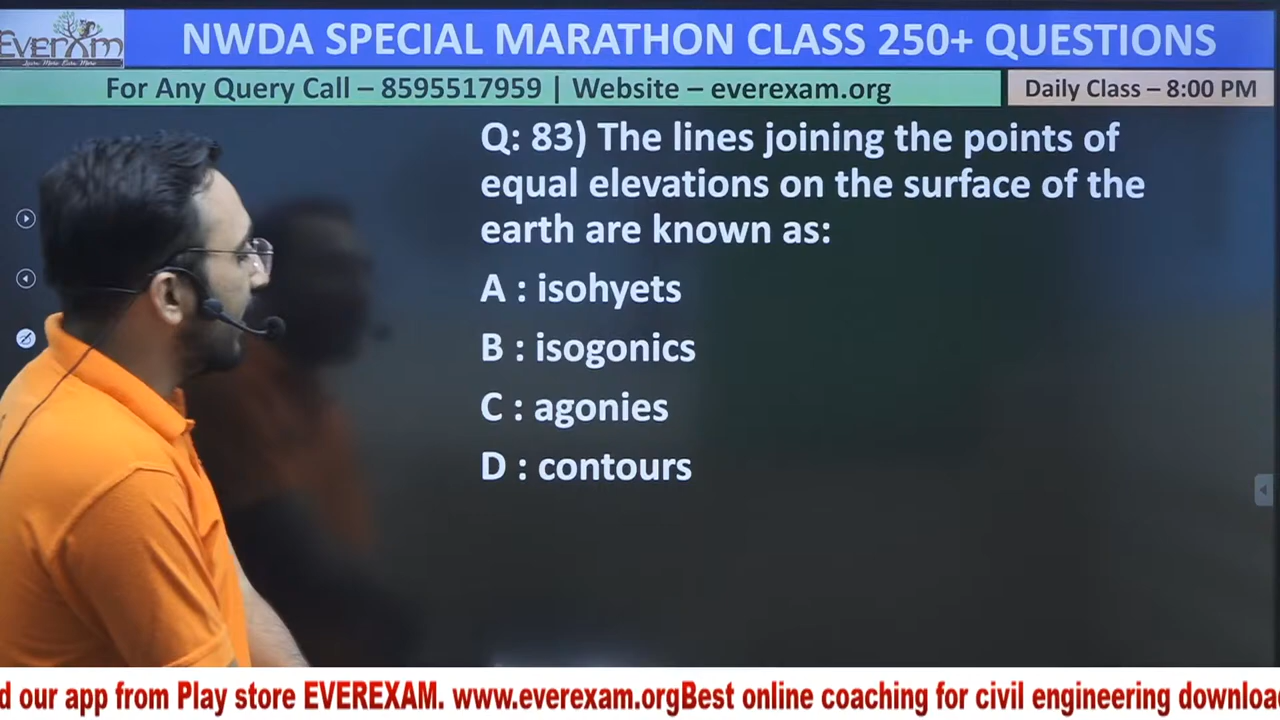 EverExam
NWDA SPECIAL MARATHON CLASS 250+ QUESTIONS
For Any Query Call – 8595517959 | Website – everexam.org
Daily Class – 8:00 PM
Q: 83) The lines joining the points of
equal elevations on the surface of the
earth are known as:
A : isohyets
B : isogonics
C : agonies
D : contours
d our app from Play store EVEREXAM. www.everexam.orgBest online coaching for civil engineering downloa